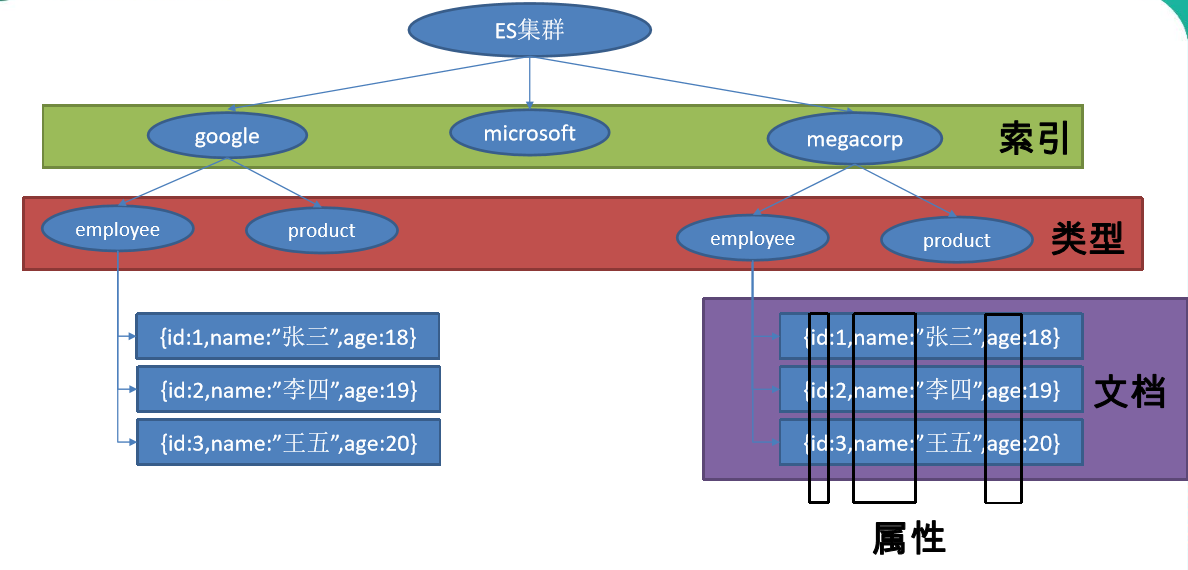 ES集群
google
microsoft
megacorp
索引
employee
product
employee
product
类型
{id:1,name:”张三”,age:18}
{id:2,name:”李四”,age:19}
{id:3,name:”王五”,age:20}
{id:1,name:”张三”,age:18}
{id:2,name:”李四”,age:19}
{id:3,name:”王五”,age:20}
文档
属性